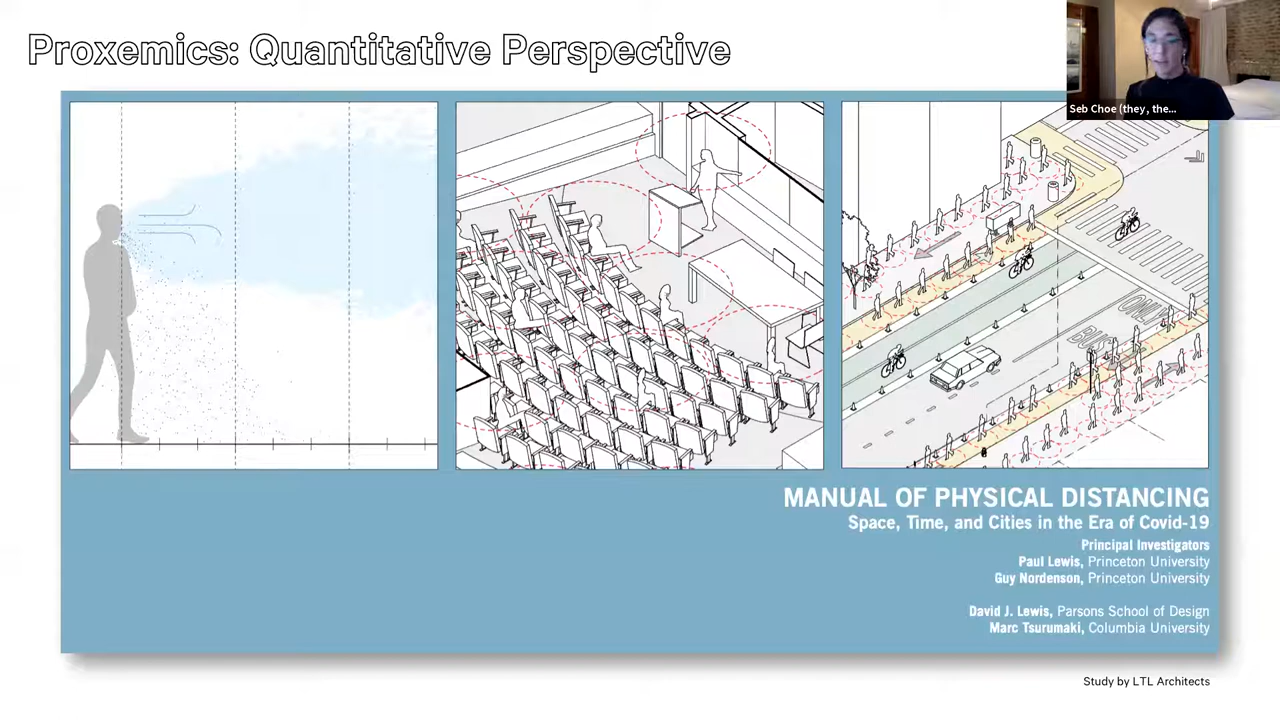 Proxemics: Quantitative Perspective
Seb Choe (they, the...
ONLY
BUS
MANUAL OF PHYSICAL DISTANCING
Space, Time, and Cities in the Era of Covid-19
Principal Investigators
Paul Lewis, Princeton University
Guy Nordenson, Princeton University
David J. Lewis, Parsons School of Design
Marc Tsurumaki, Columbia University
Study by LTL Architects